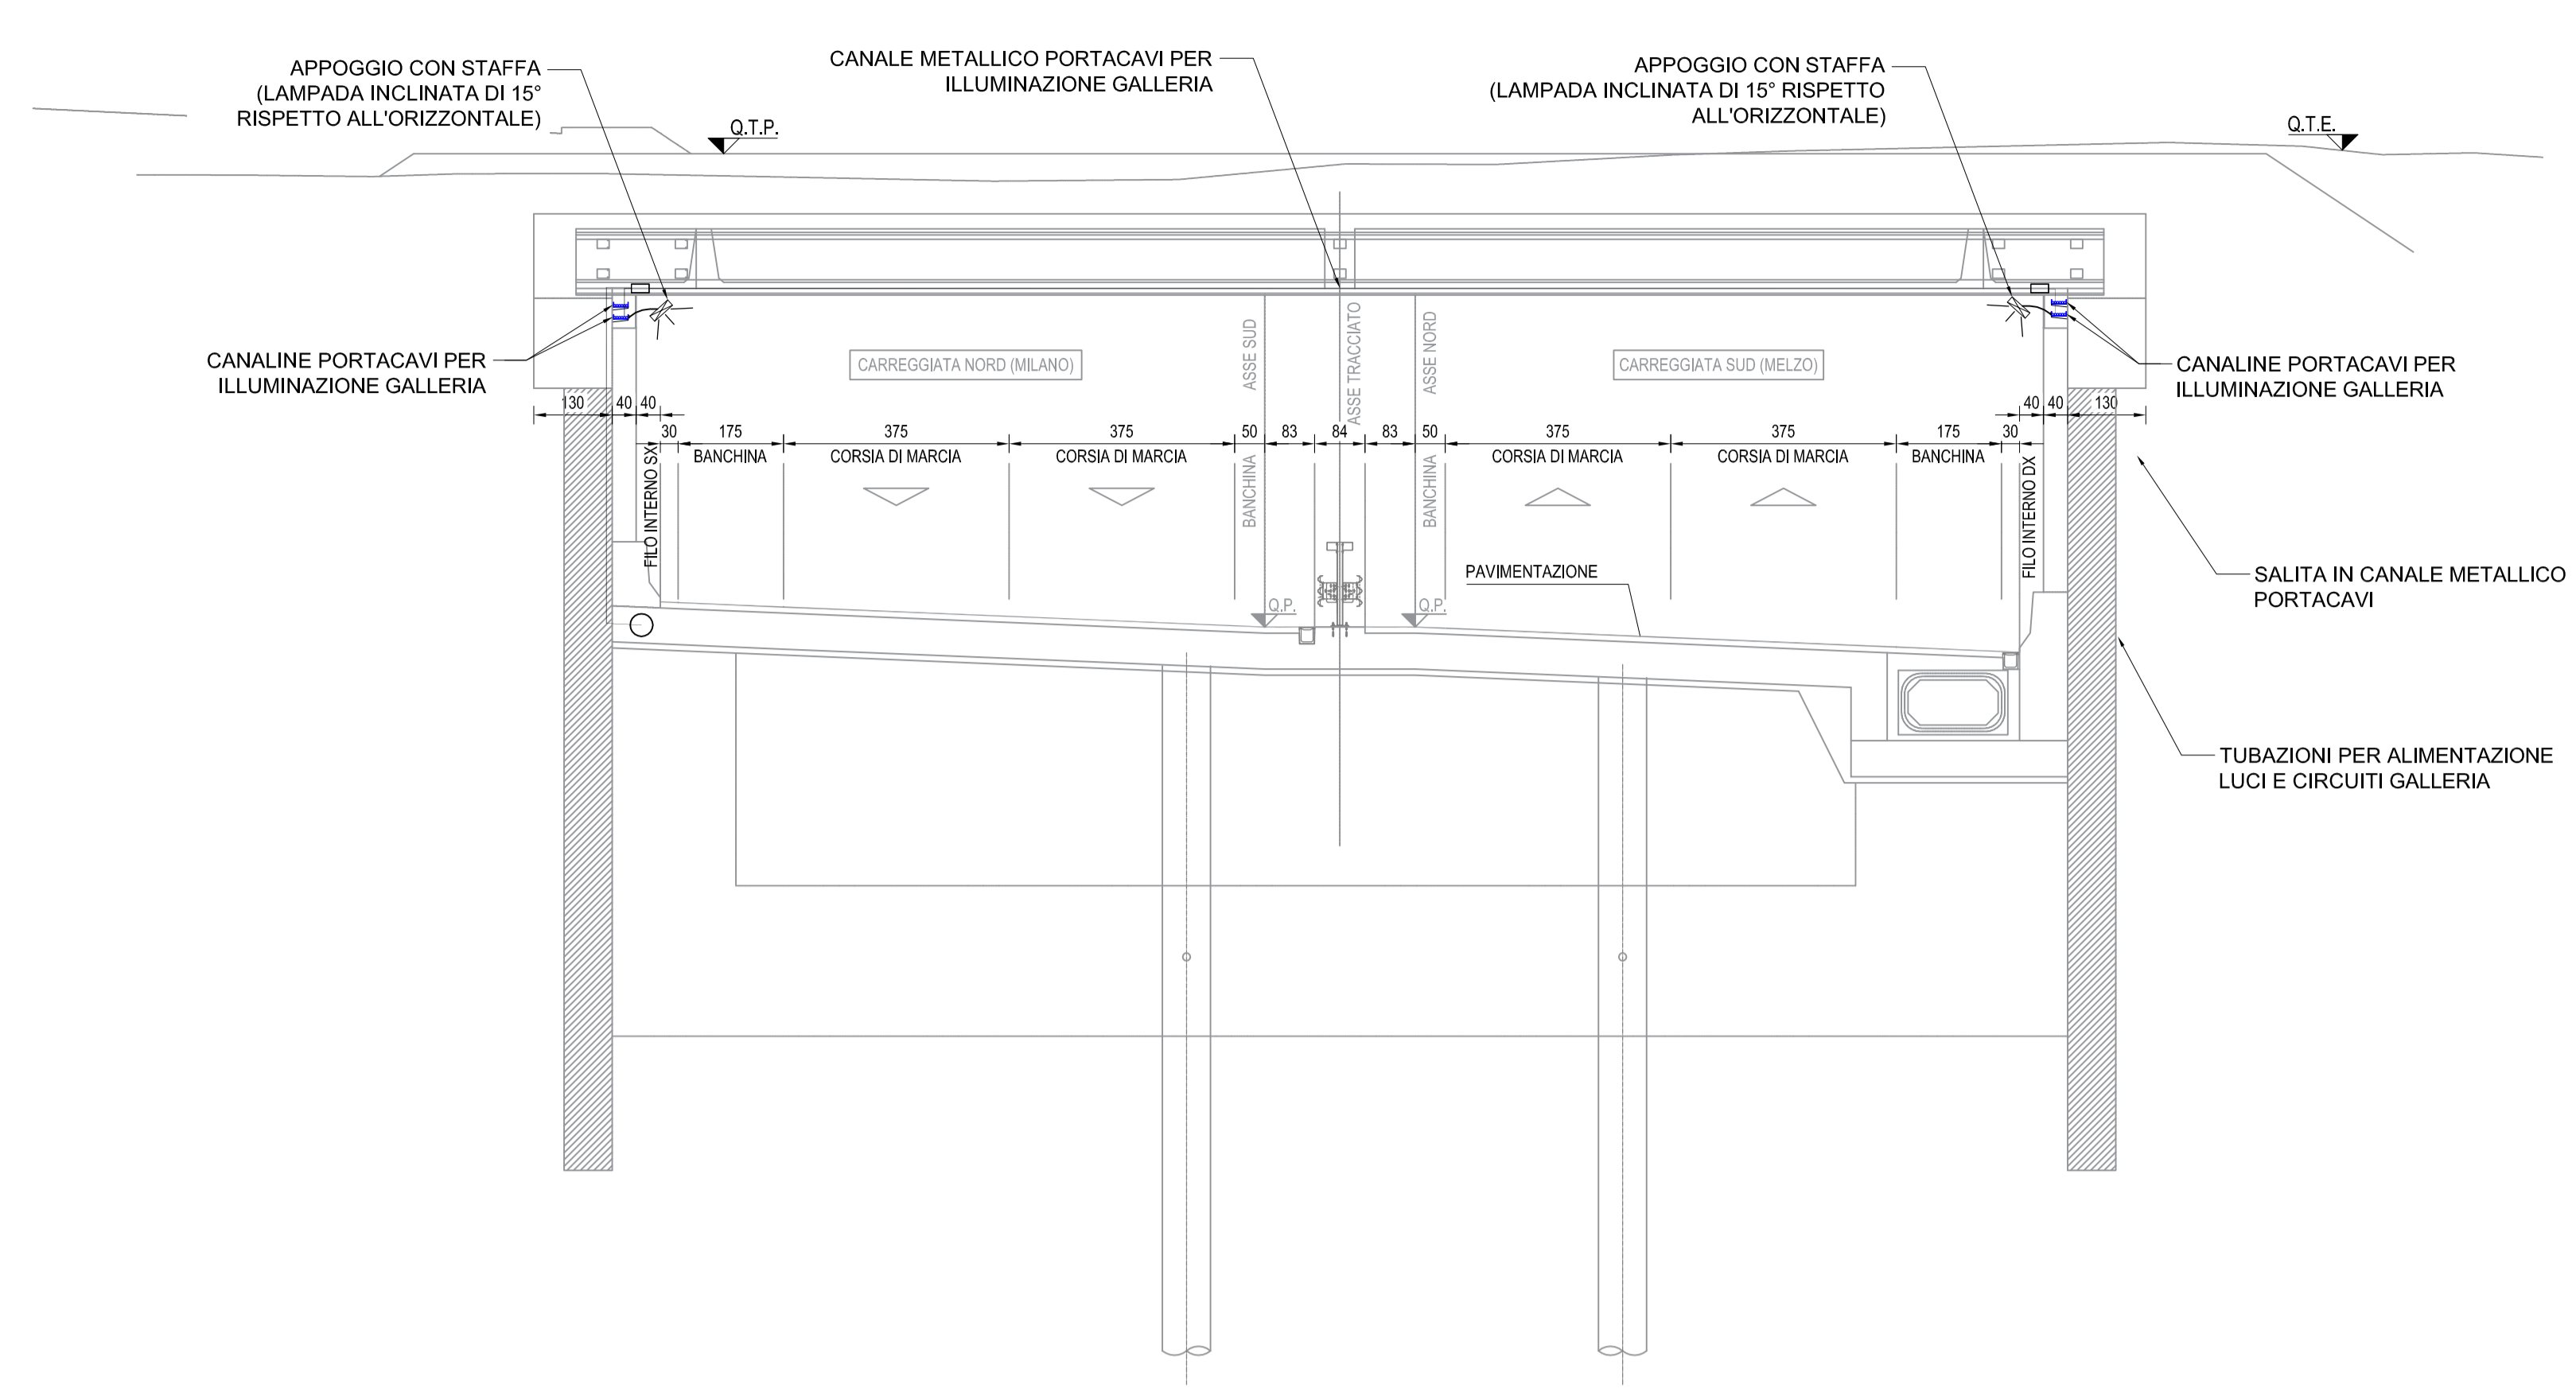 APPOGGIO CON STAFFA
(LAMPADA INCLINATA DI 15°
RISPETTO ALL'ORIZZONTALE)
CANALE METALLICO PORTACAVI PER
ILLUMINAZIONE GALLERIA
APPOGGIO CON STAFFA
(LAMPADA INCLINATA DI 15° RISPETTO
ALL'ORIZZONTALE)
Q.T.P.
Q.T.E.
CANALINE PORTACAVI PER
ILLUMINAZIONE GALLERIA
CARREGGIATA NORD (MILANO)
ASSE SUD
ASSE TRACCIATO
ASSE NORD
CARREGGIATA SUD (MELZO)
CANALINE PORTACAVI PER
ILLUMINAZIONE GALLERIA
130 40 40
40 40 130
30 175 375 375 50 83 84 83 50 375 375 175 30
BANCHINA CORSIA DI MARCIA CORSIA DI MARCIA
CORSIA DI MARCIA CORSIA DI MARCIA BANCHINA
FILO INTERNO SX
BANCHINA
BANCHINA
FILO INTERNO DX
PAVIMENTAZIONE
SALITA IN CANALE METALLICO
PORTACAVI
Q.P.
Q.P.
TUBAZIONI PER ALIMENTAZIONE
LUCI E CIRCUITI GALLERIA